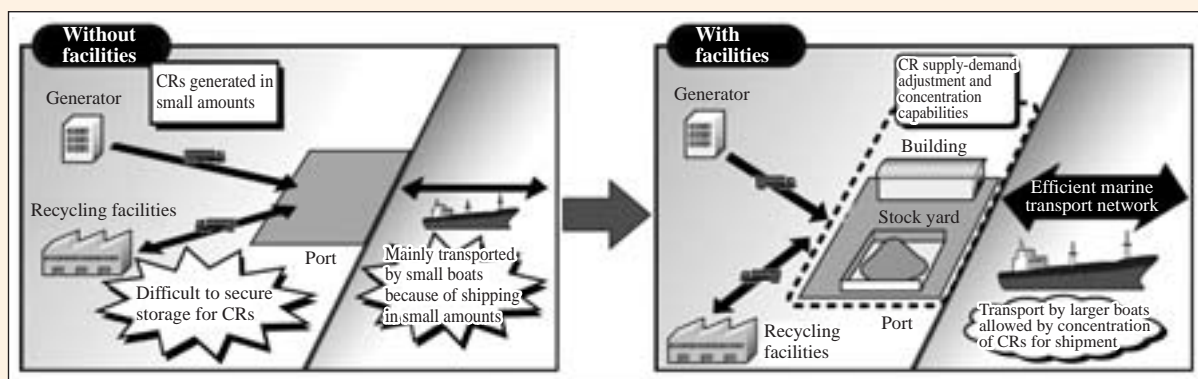 Without
facilities
CRs generated in
small amounts
Generator
Recycling facilities
Port
Difficult to secure
storage for CRs
Mainly transported
by small boats
because of shipping
in small amounts
With
facilities
CR supply-demand
adjustment and
concentration
capabilities
Generator
Building
Stock yard
Efficient marine
transport network
Port
Recycling
facilities
Transport by larger boats
allowed by concentration
of CRs for shipment